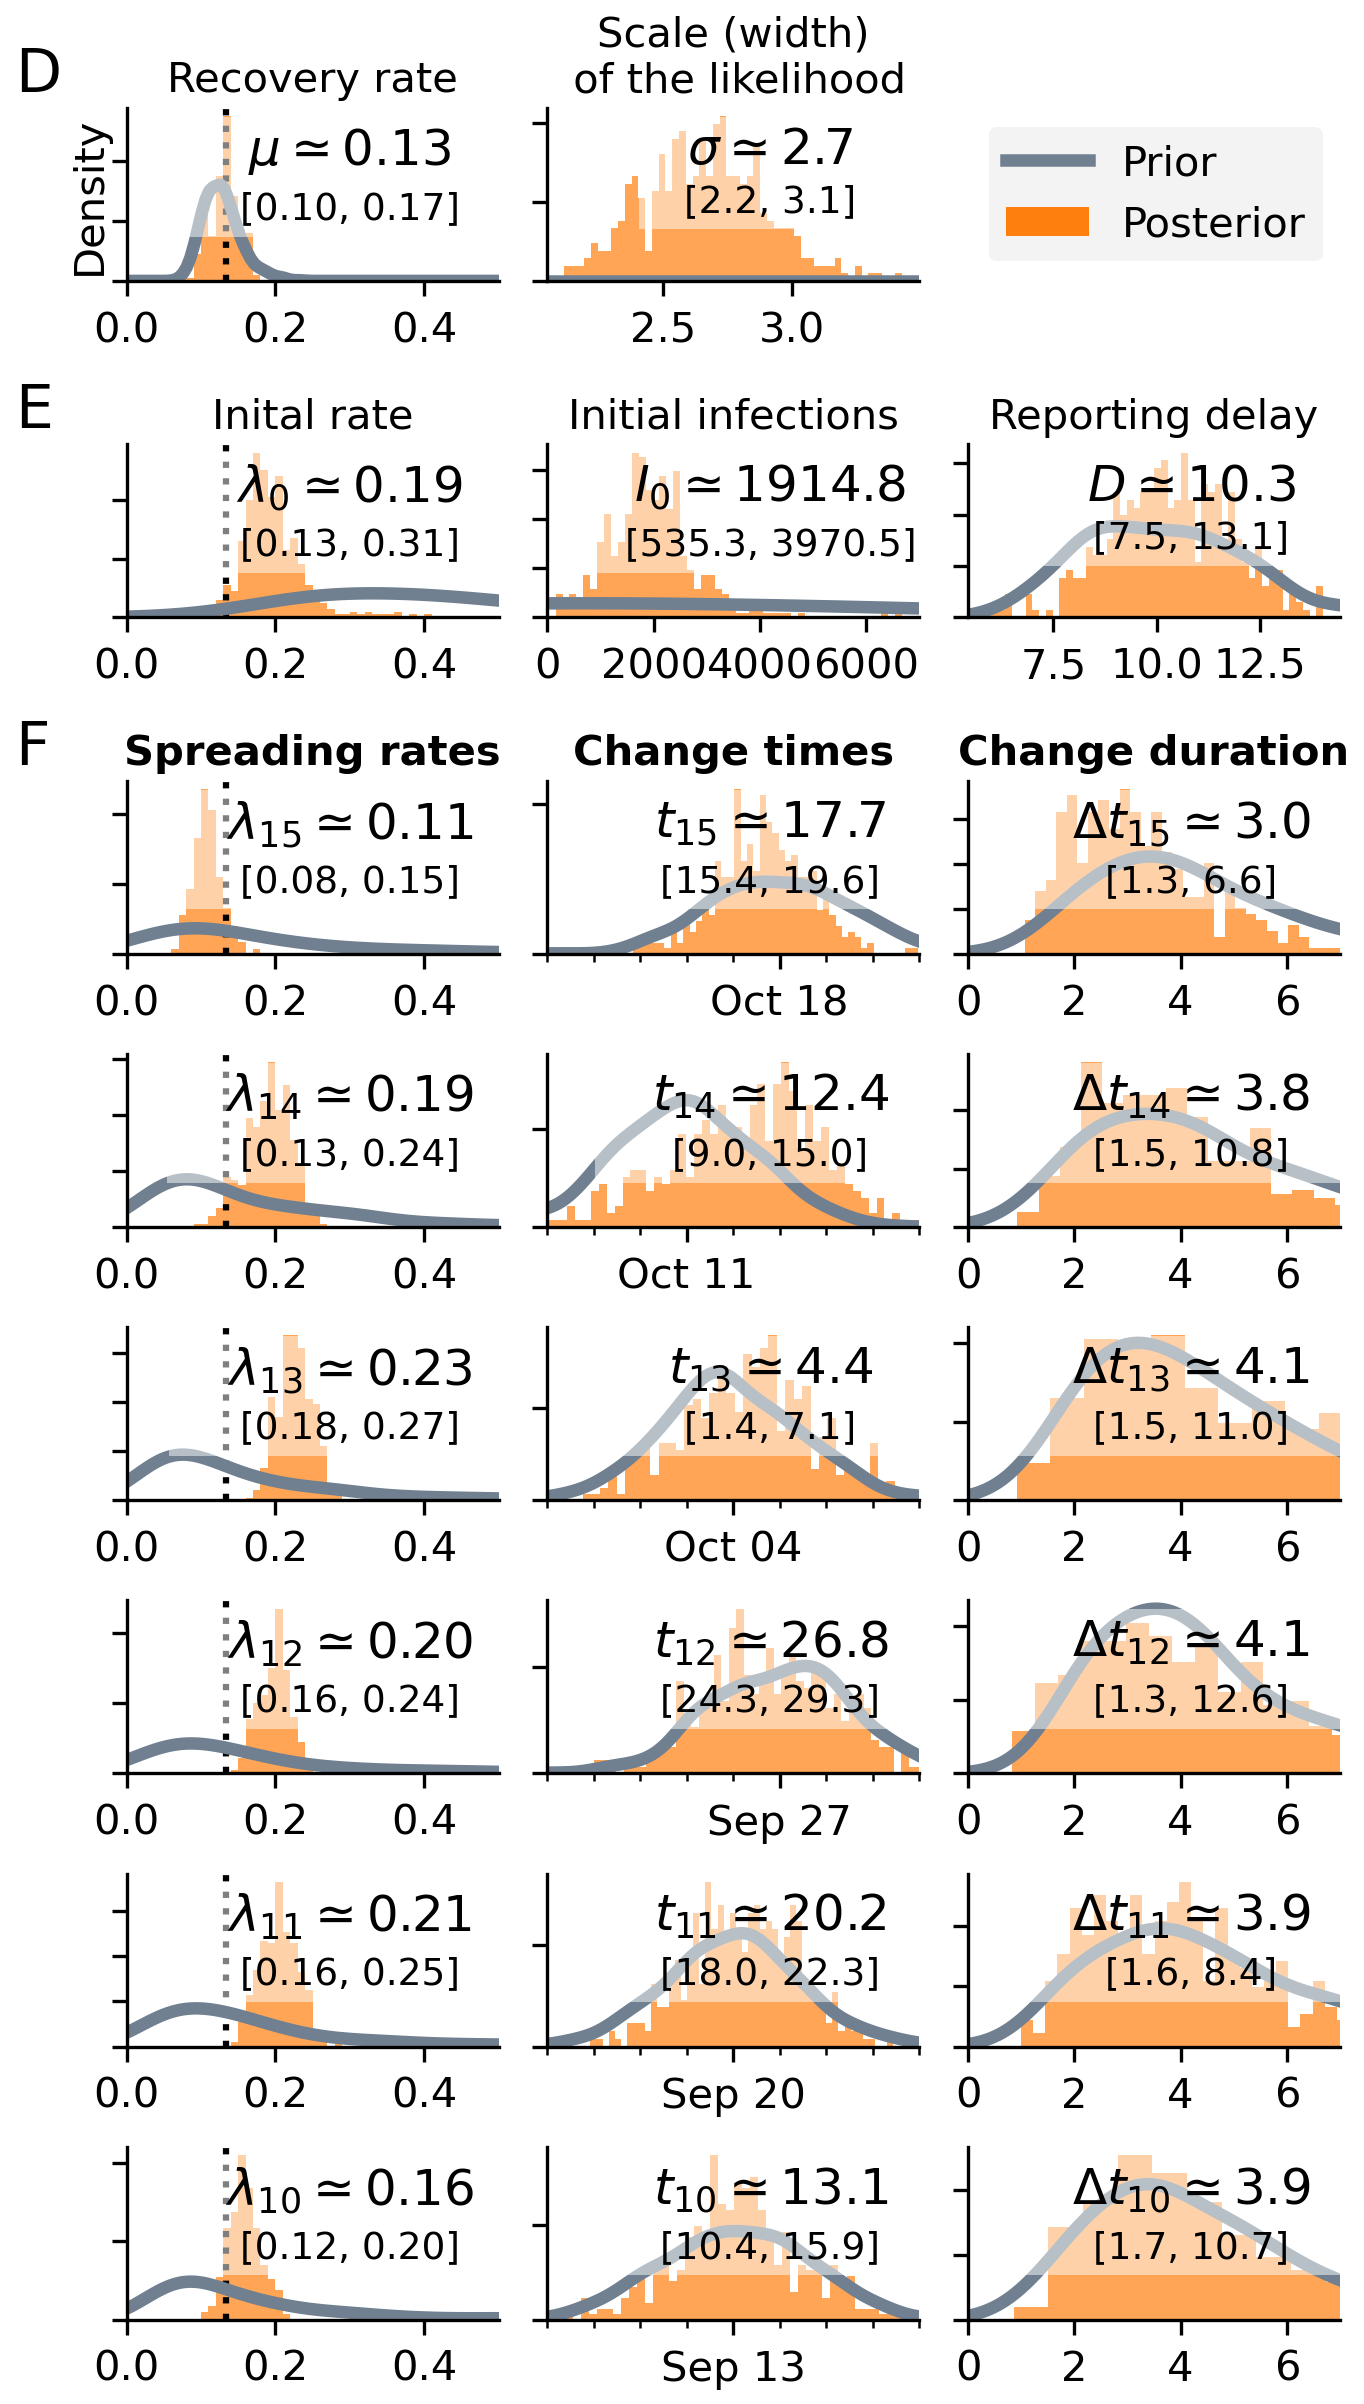 D
Recovery rate
Scale (width)
of the likelihood
Density
μ ≃ 0.13
[0.10, 0.17]
σ ≃ 2.7
[2.2, 3.1]
Prior
Posterior
0.0 0.2 0.4
2.5 3.0
E
Inital rate
Initial infections
Reporting delay
λ0 ≃ 0.19
[0.13, 0.31]
I0 ≃ 1914.8
[535.3, 3970.5]
D ≃ 10.3
[7.5, 13.1]
0.0 0.2 0.4
0 2000 4000 6000
7.5 10.0 12.5
F
Spreading rates
Change times
Change duration
λ15 ≃ 0.11
[0.08, 0.15]
t15 ≃ 17.7
[15.4, 19.6]
Δt15 ≃ 3.0
[1.3, 6.6]
0.0 0.2 0.4
Oct 18
0 2 4 6
λ14 ≃ 0.19
[0.13, 0.24]
t14 ≃ 12.4
[9.0, 15.0]
Δt14 ≃ 3.8
[1.5, 10.8]
0.0 0.2 0.4
Oct 11
0 2 4 6
λ13 ≃ 0.23
[0.18, 0.27]
t13 ≃ 4.4
[1.4, 7.1]
Δt13 ≃ 4.1
[1.5, 11.0]
0.0 0.2 0.4
Oct 04
0 2 4 6
λ12 ≃ 0.20
[0.16, 0.24]
t12 ≃ 26.8
[24.3, 29.3]
Δt12 ≃ 4.1
[1.3, 12.6]
0.0 0.2 0.4
Sep 27
0 2 4 6
λ11 ≃ 0.21
[0.16, 0.25]
t11 ≃ 20.2
[18.0, 22.3]
Δt11 ≃ 3.9
[1.6, 8.4]
0.0 0.2 0.4
Sep 20
0 2 4 6
λ10 ≃ 0.16
[0.12, 0.20]
t10 ≃ 13.1
[10.4, 15.9]
Δt10 ≃ 3.9
[1.7, 10.7]
0.0 0.2 0.4
Sep 13
0 2 4 6